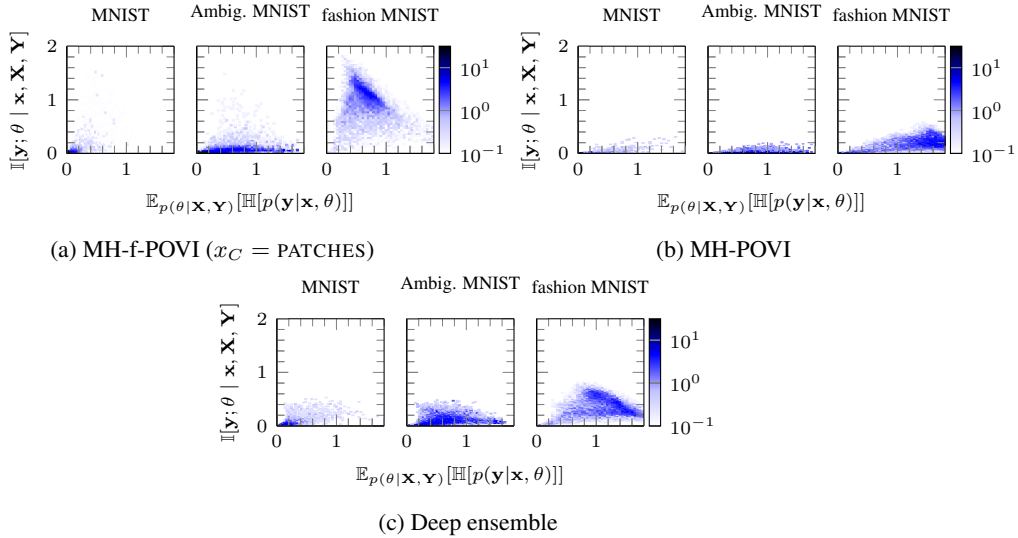 MNIST Ambig. MNIST fashion MNIST
𝕀[y; θ | x, X, Y]
2
1
0
0 1 0 1 0 1
10^1
10^0
10^−1
𝔼_{p(θ|X,Y)}[ℍ[p(y|x, θ)]]
(a) MH-f-POVI (x_C = PATCHES)
MNIST Ambig. MNIST fashion MNIST
𝕀[y; θ | x, X, Y]
2
1
0
0 1 0 1 0 1
10^1
10^0
10^−1
𝔼_{p(θ|X,Y)}[ℍ[p(y|x, θ)]]
(b) MH-POVI
MNIST Ambig. MNIST fashion MNIST
𝕀[y; θ | x, X, Y]
2
1
0
0 1 0 1 0 1
10^1
10^0
10^−1
𝔼_{p(θ|X,Y)}[ℍ[p(y|x, θ)]]
(c) Deep ensemble